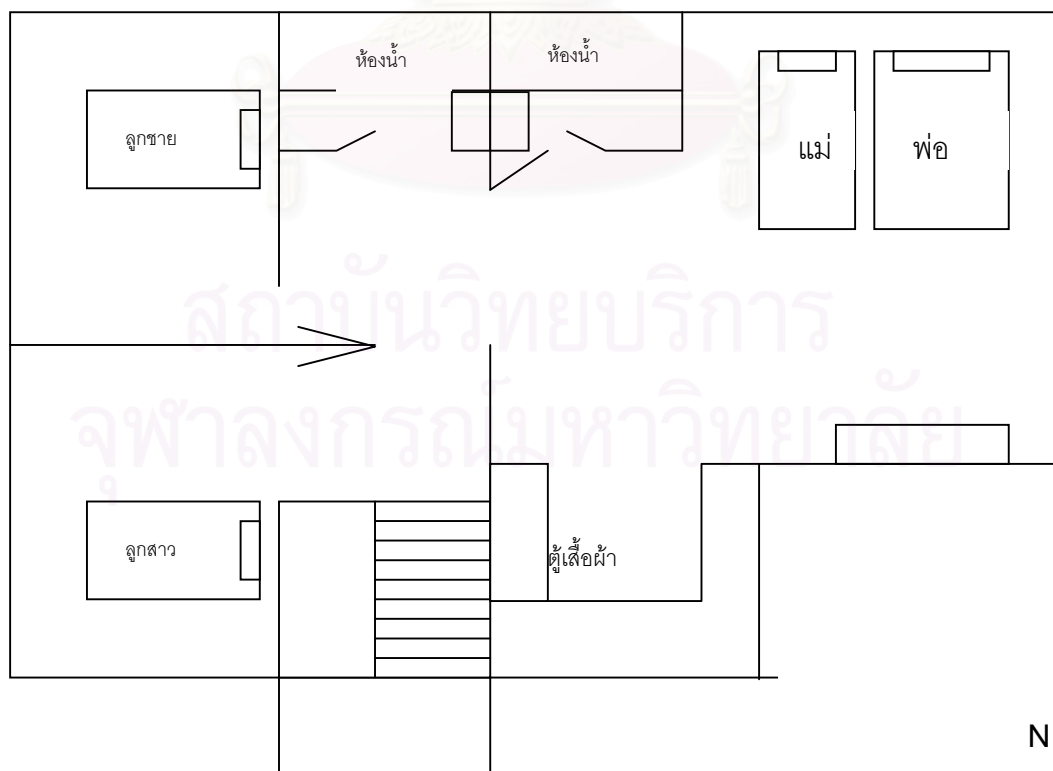 ห้องน้ำ
ห้องน้ำ
ลูกชาย
แม่
พ่อ
สถาบันวิทยบริการ
จุฬาลงกรณ์มหาวิทยาลัย
ลูกสาว
ตู้เสื้อผ้า
N